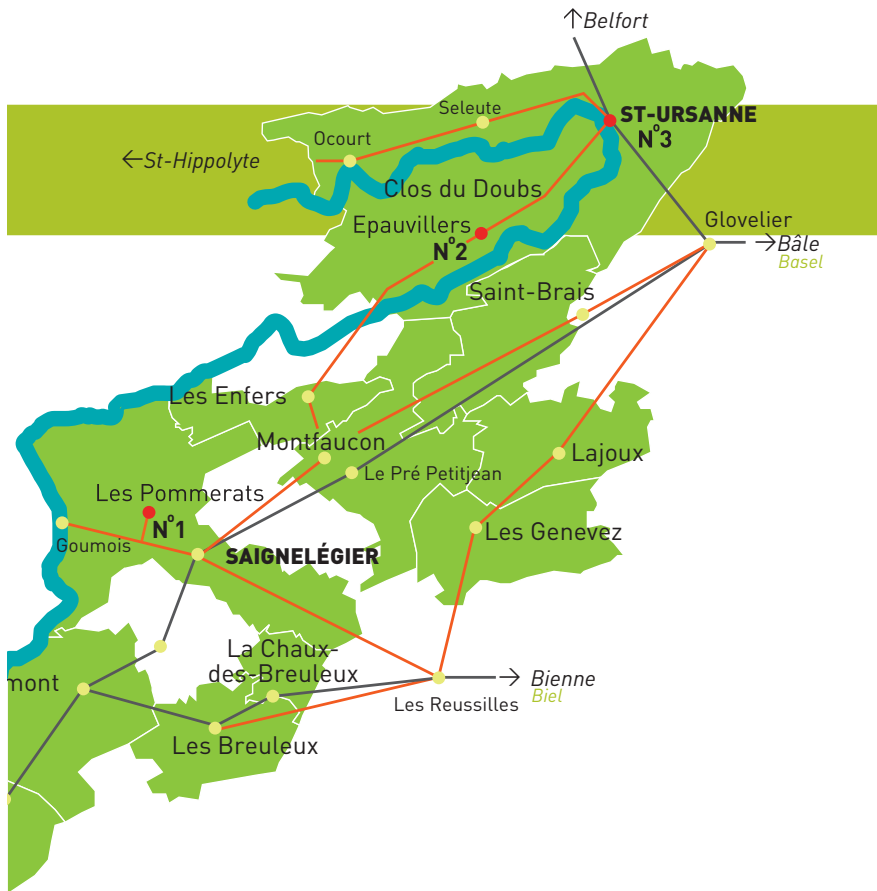 ↑Belfort
Seleute
ST-URSANNE
N°3
Ocourt
←St-Hippolyte
Clos du Doubs
Epauvillers
N°2
Glovelier
→Bâle
Basel
Saint-Brais
Les Enfers
Montfaucon
Le Pré Petitjean
Lajoux
Les Pommerats
N°1
Goumois
Les Genevez
SAIGNELÉGIER
La Chaux-
des-Breuleux
mont
→ Bienne
Biel
Les Reussilles
Les Breuleux